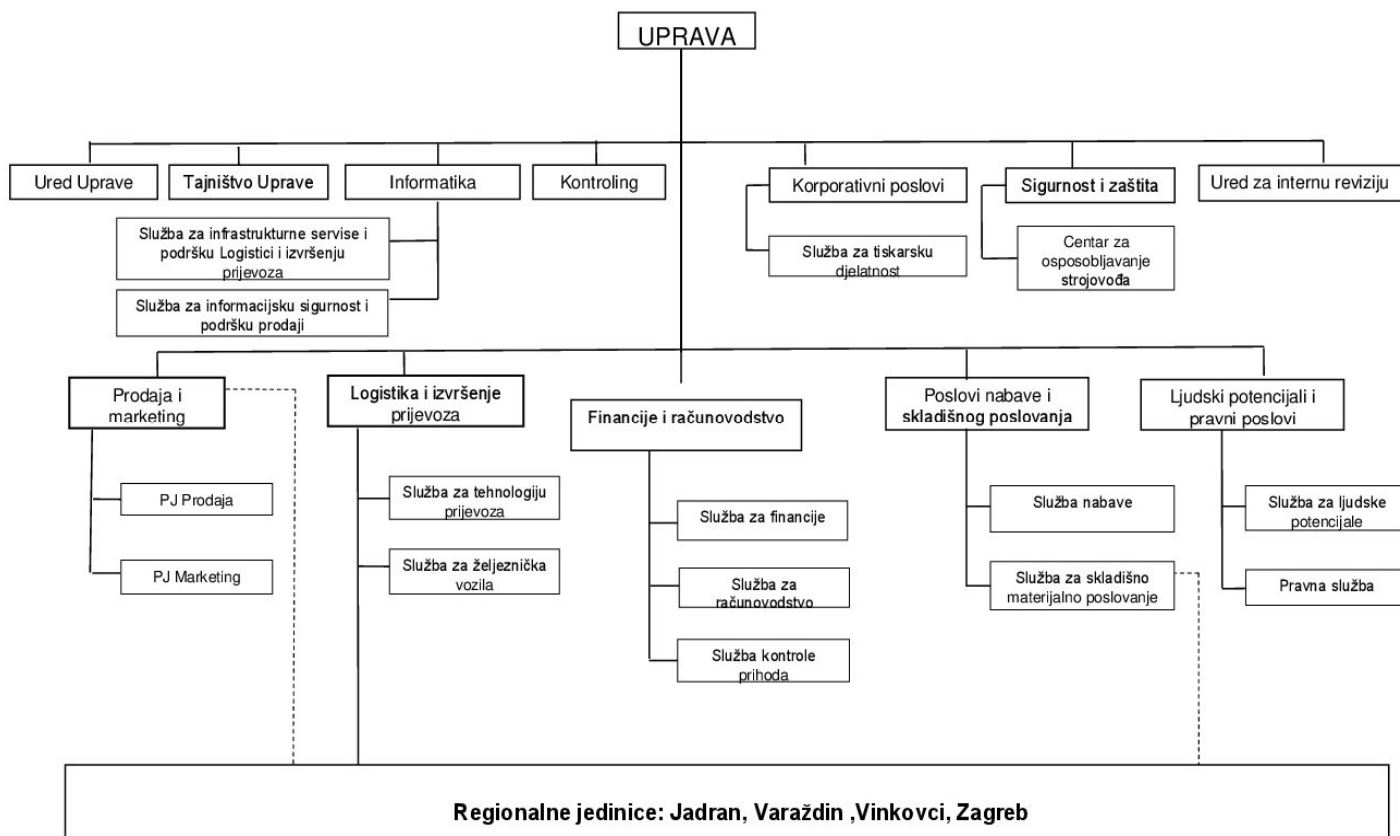 UPRAVA
Ured Uprave
Tajništvo Uprave
Informatika
Kontroling
Korporativni poslovi
Sigurnost i zaštita
Ured za internu reviziju
Služba za infrastrukturne servise i
podršku Logistici i izvršenju
prijevoza
Služba za informacijsku sigurnost i
podršku prodaji
Služba za tiskarsku
djelatnost
Centar za
osposobljavanje
strojovođa
Prodaja i
marketing
Logistika i izvršenje
prijevoza
Financije i računovodstvo
Poslovi nabave i
skladišnog poslovanja
Ljudski potencijali i
pravni poslovi
PJ Prodaja
PJ Marketing
Služba za tehnologiju
prijevoza
Služba za željeznička
vozila
Služba za financije
Služba za
računovodstvo
Služba kontrole
prihoda
Služba nabave
Služba za skladišno
materijalno poslovanje
Služba za ljudske
potencijale
Pravna služba
Regionalne jedinice: Jadran, Varaždin ,Vinkovci, Zagreb